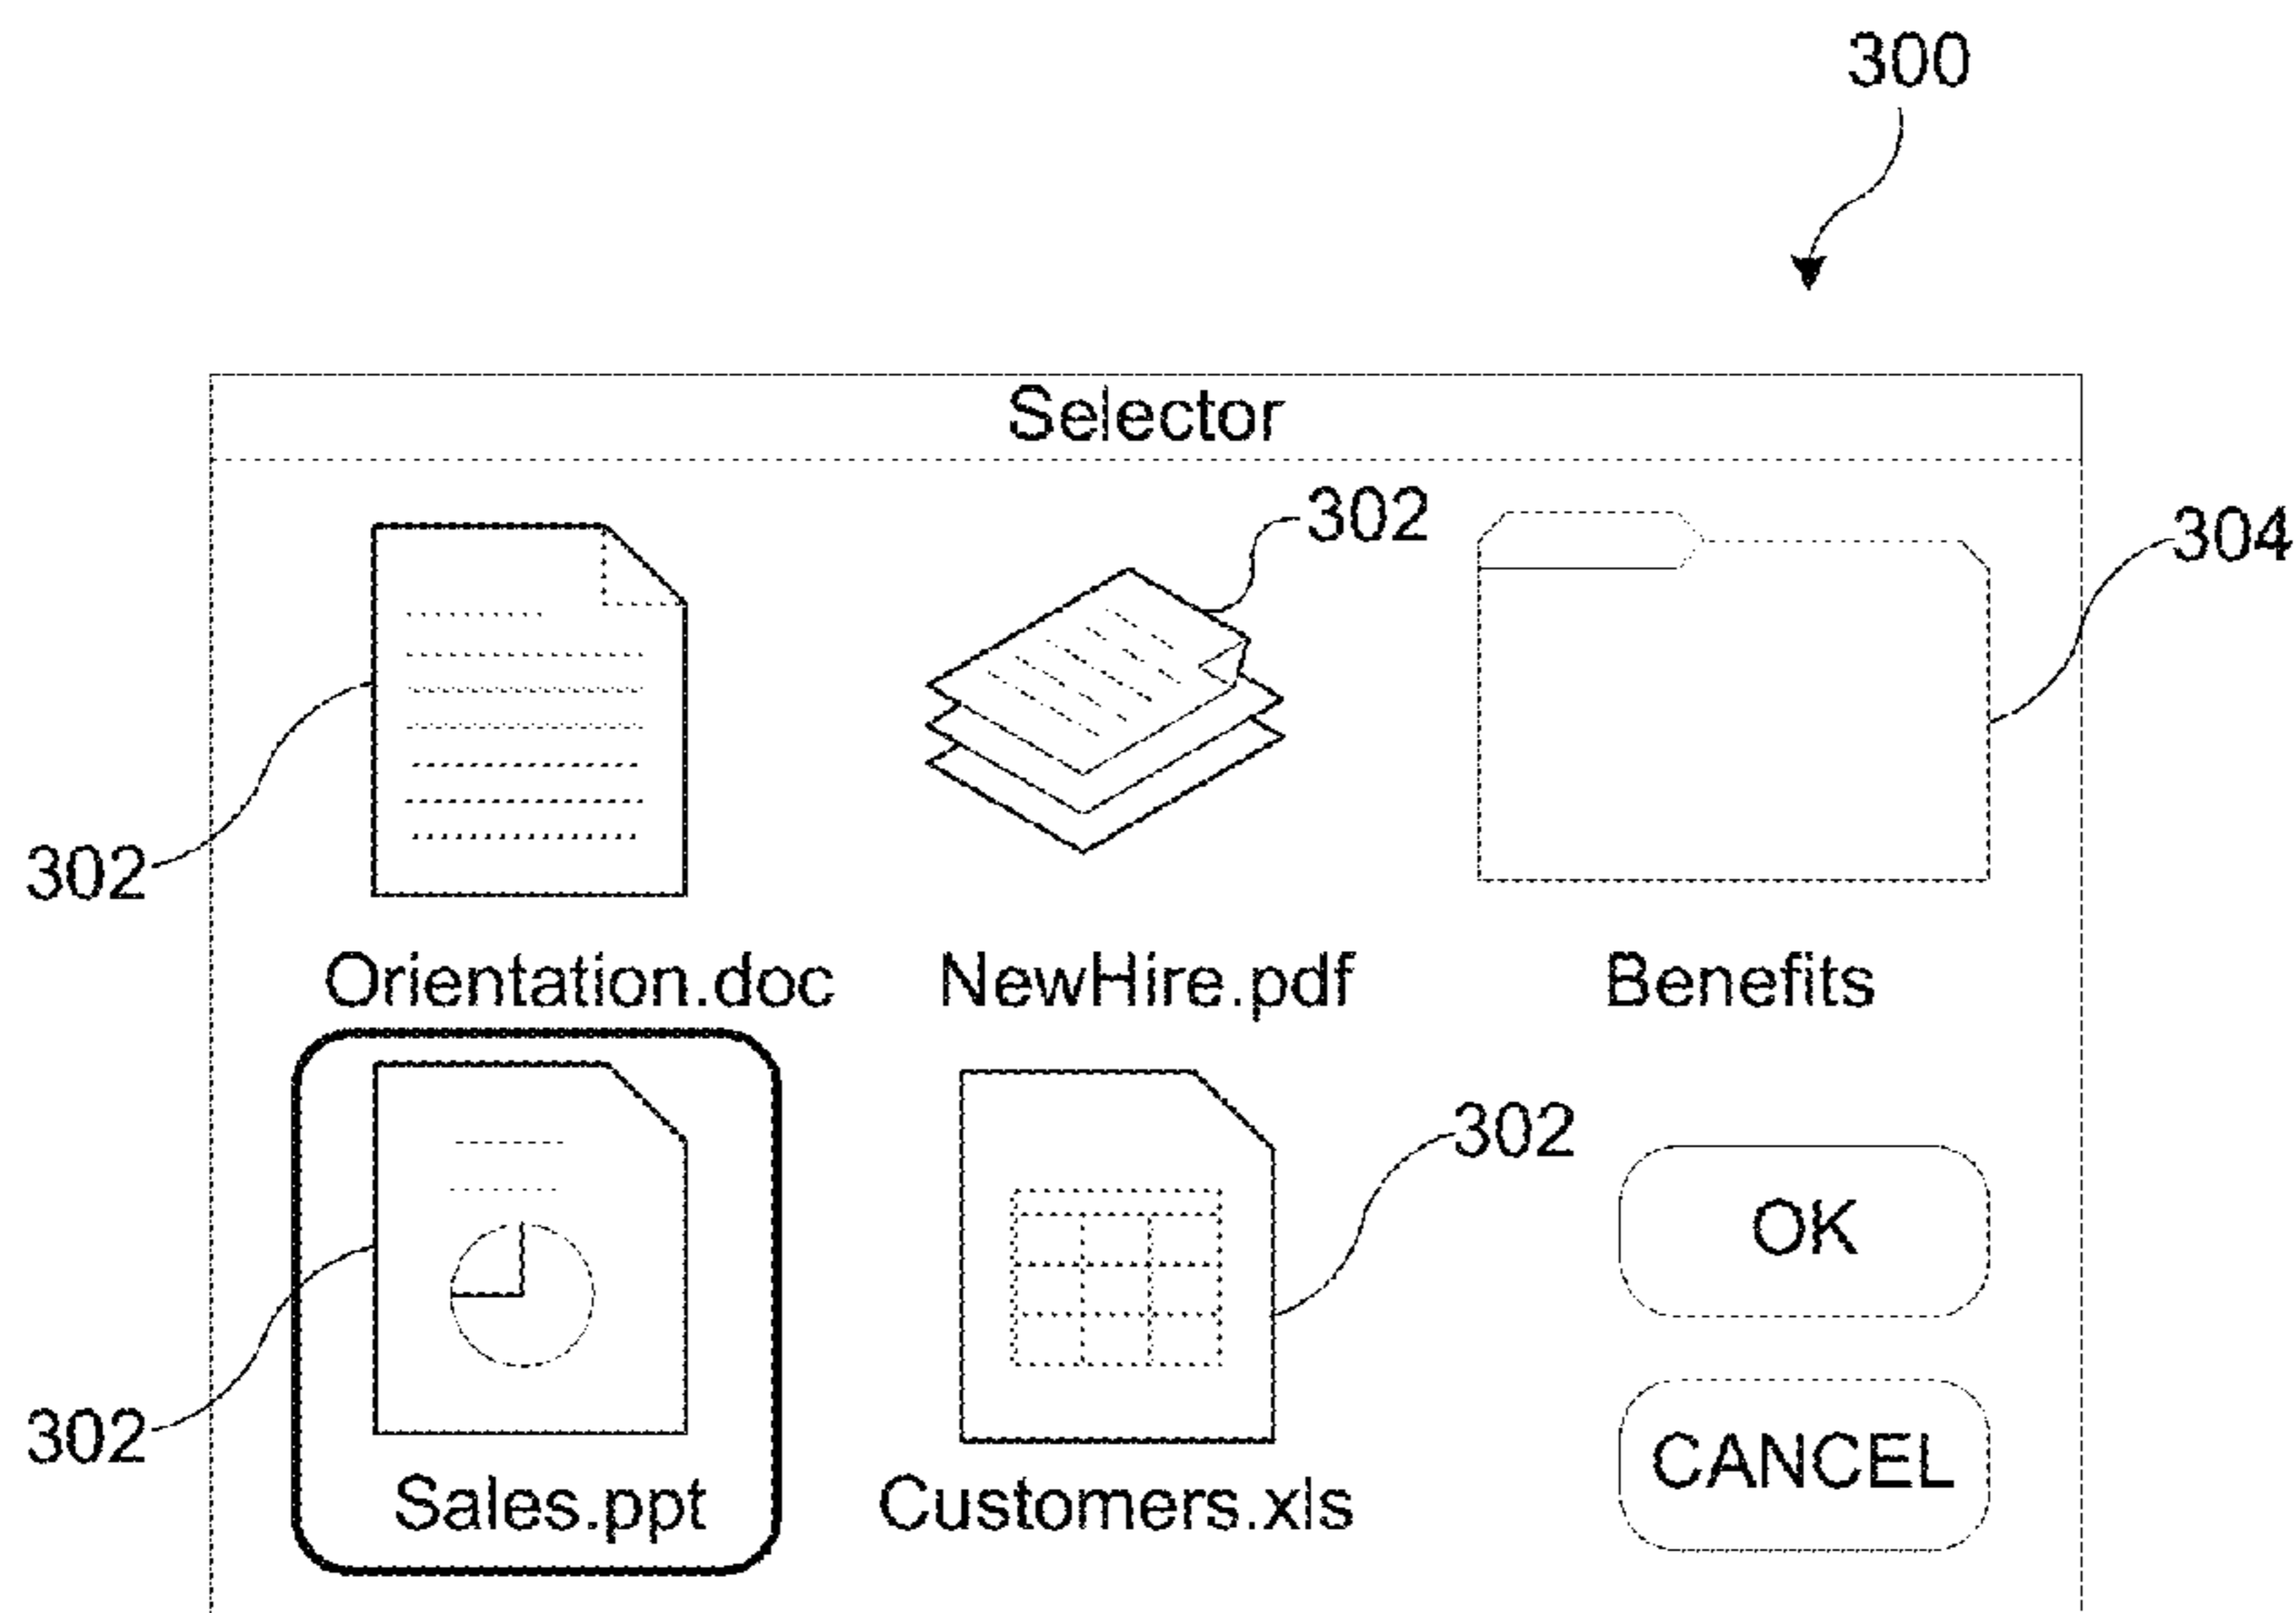 300
Selector
302
304
302
Orientation.doc NewHire.pdf Benefits
302
OK
302
CANCEL
Sales.ppt Customers.xls